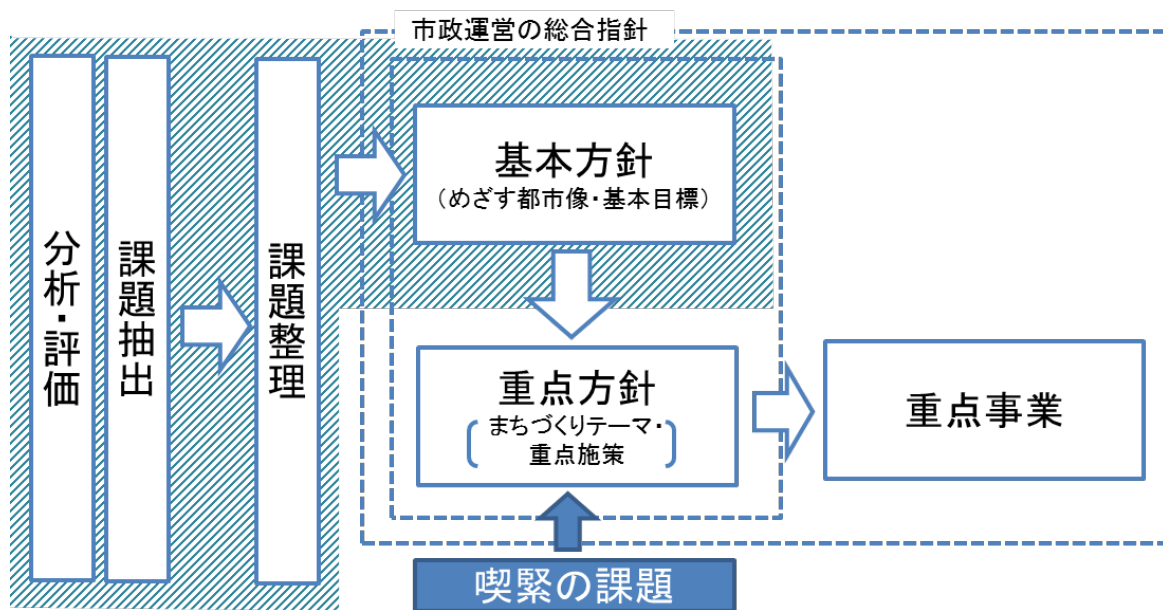 市政運営の総合指針
分析・評価
課題抽出
課題整理
基本方針
（めざす都市像・基本目標）
重点方針
まちづくりテーマ・
重点施策
重点事業
喫緊の課題